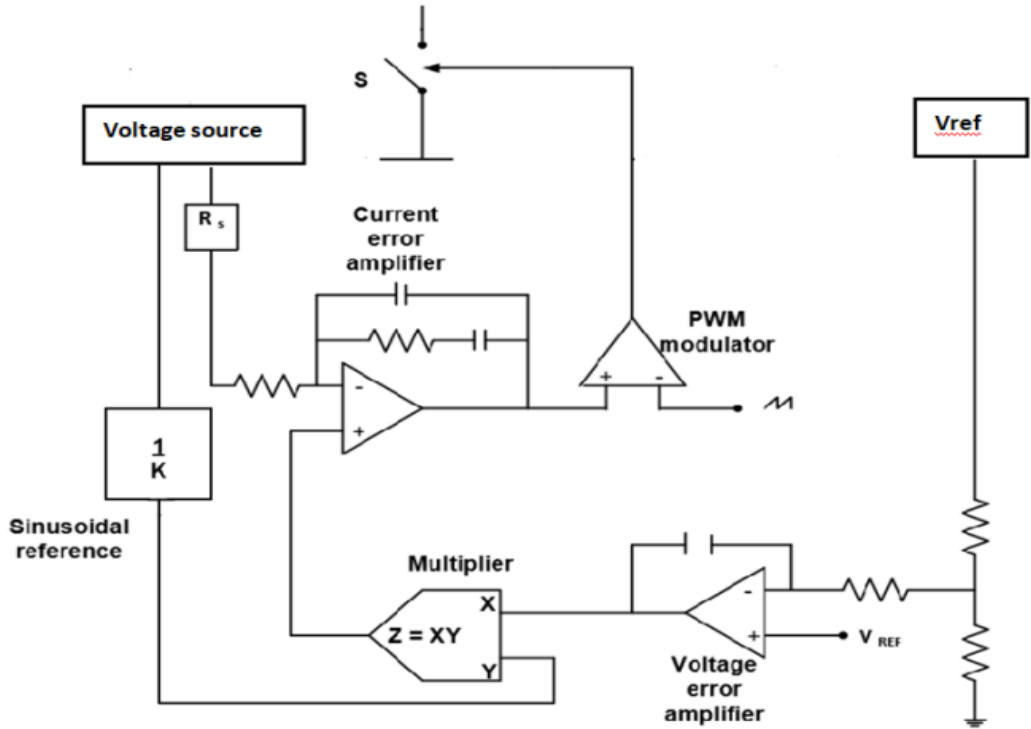 S
Voltage source
Vref
R s
Current
error
amplifier
PWM
modulator
-
+
+
-
1
K
Sinusoidal
reference
Multiplier
X
Z = XY
Y
-
+
V REF
Voltage
error
amplifier